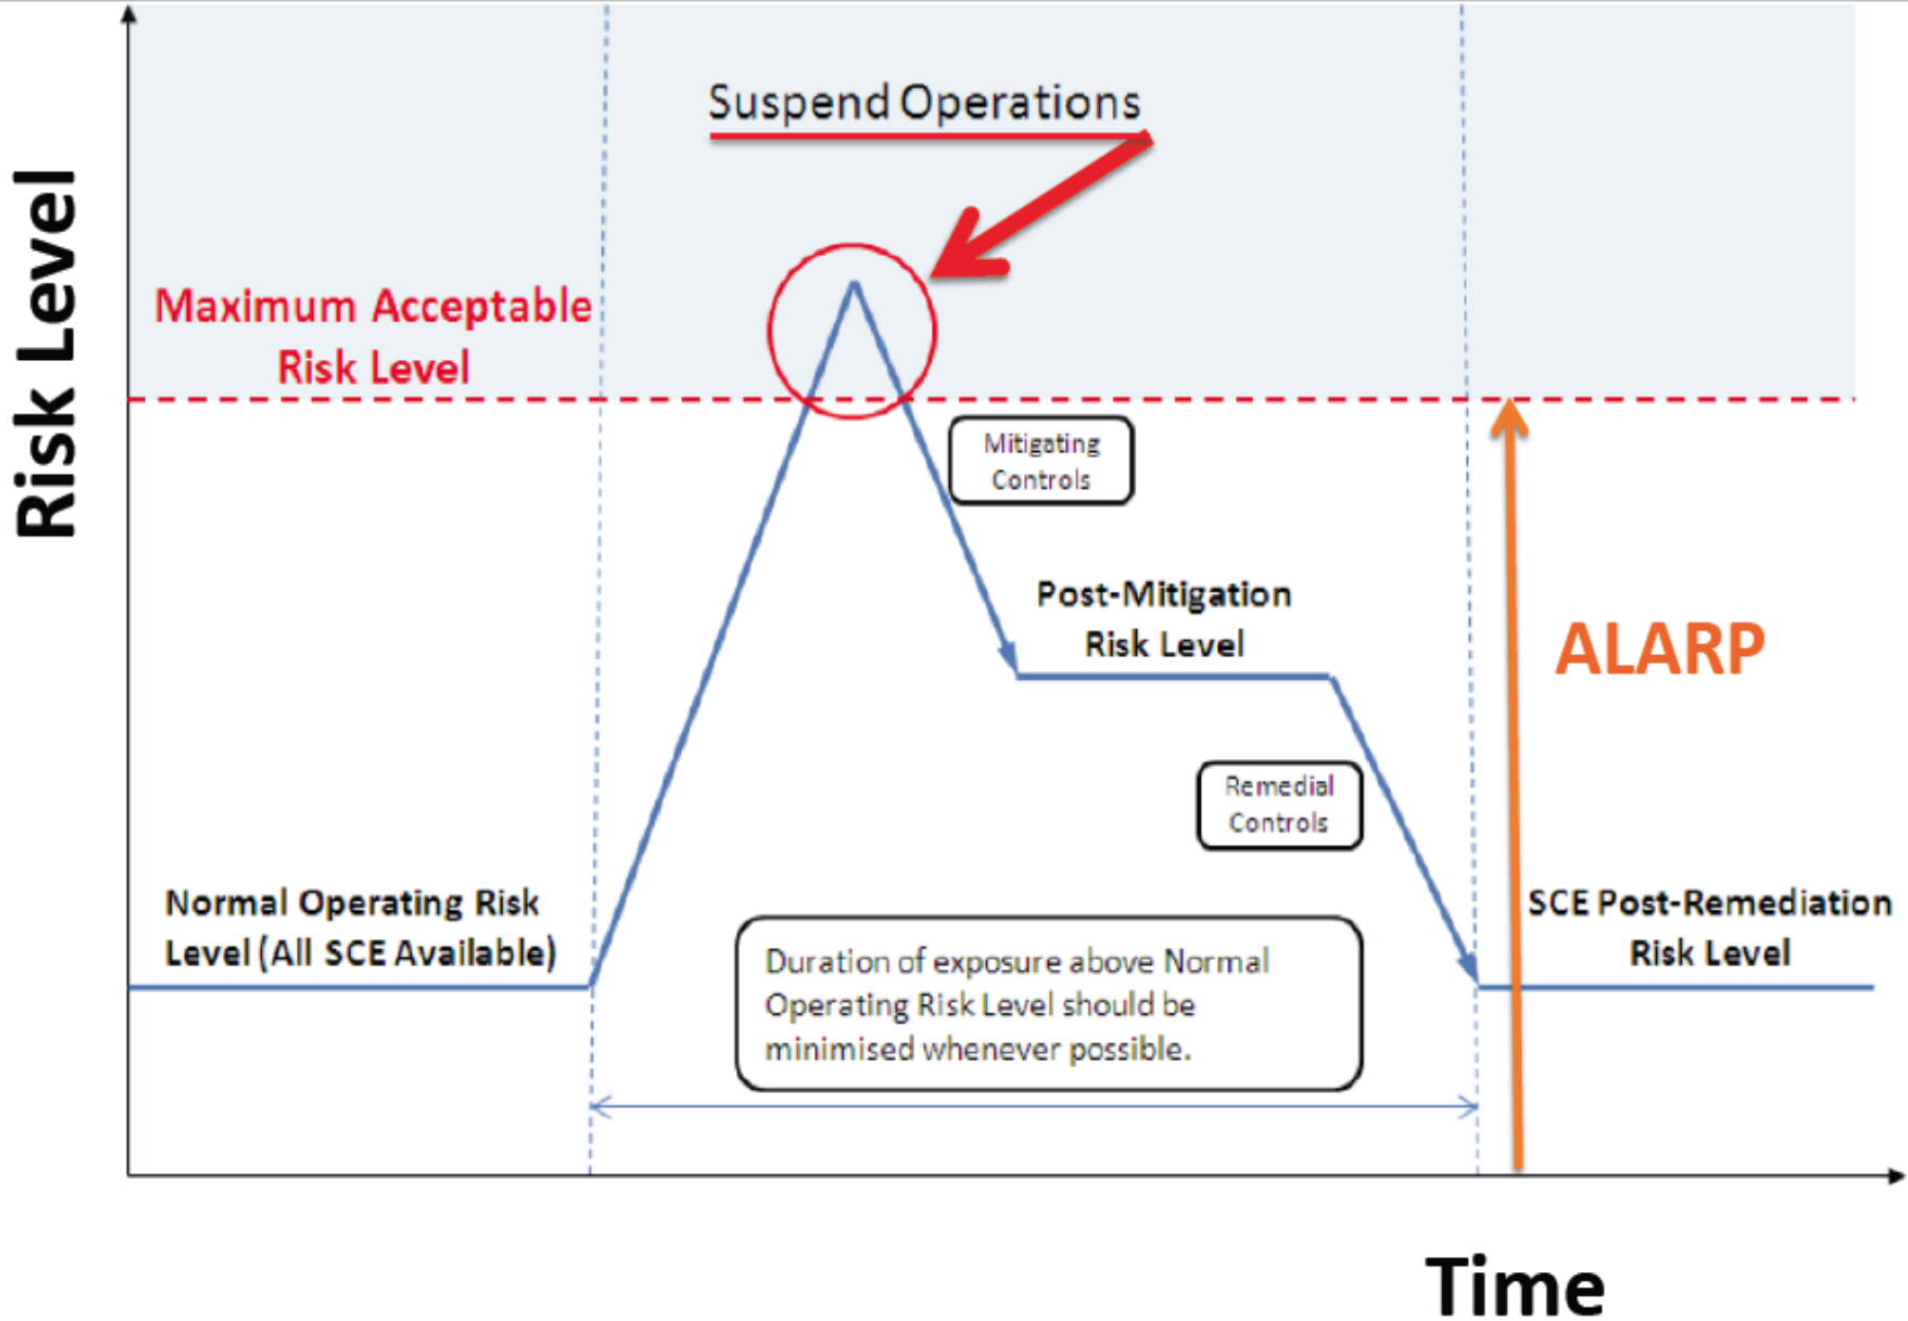 Suspend Operations
Risk Level
Maximum Acceptable
Risk Level
Mitigating
Controls
Post-Mitigation
Risk Level
ALARP
Remedial
Controls
Normal Operating Risk
Level (All SCE Available)
SCE Post-Remediation
Risk Level
Duration of exposure above Normal
Operating Risk Level should be
minimised whenever possible.
Time